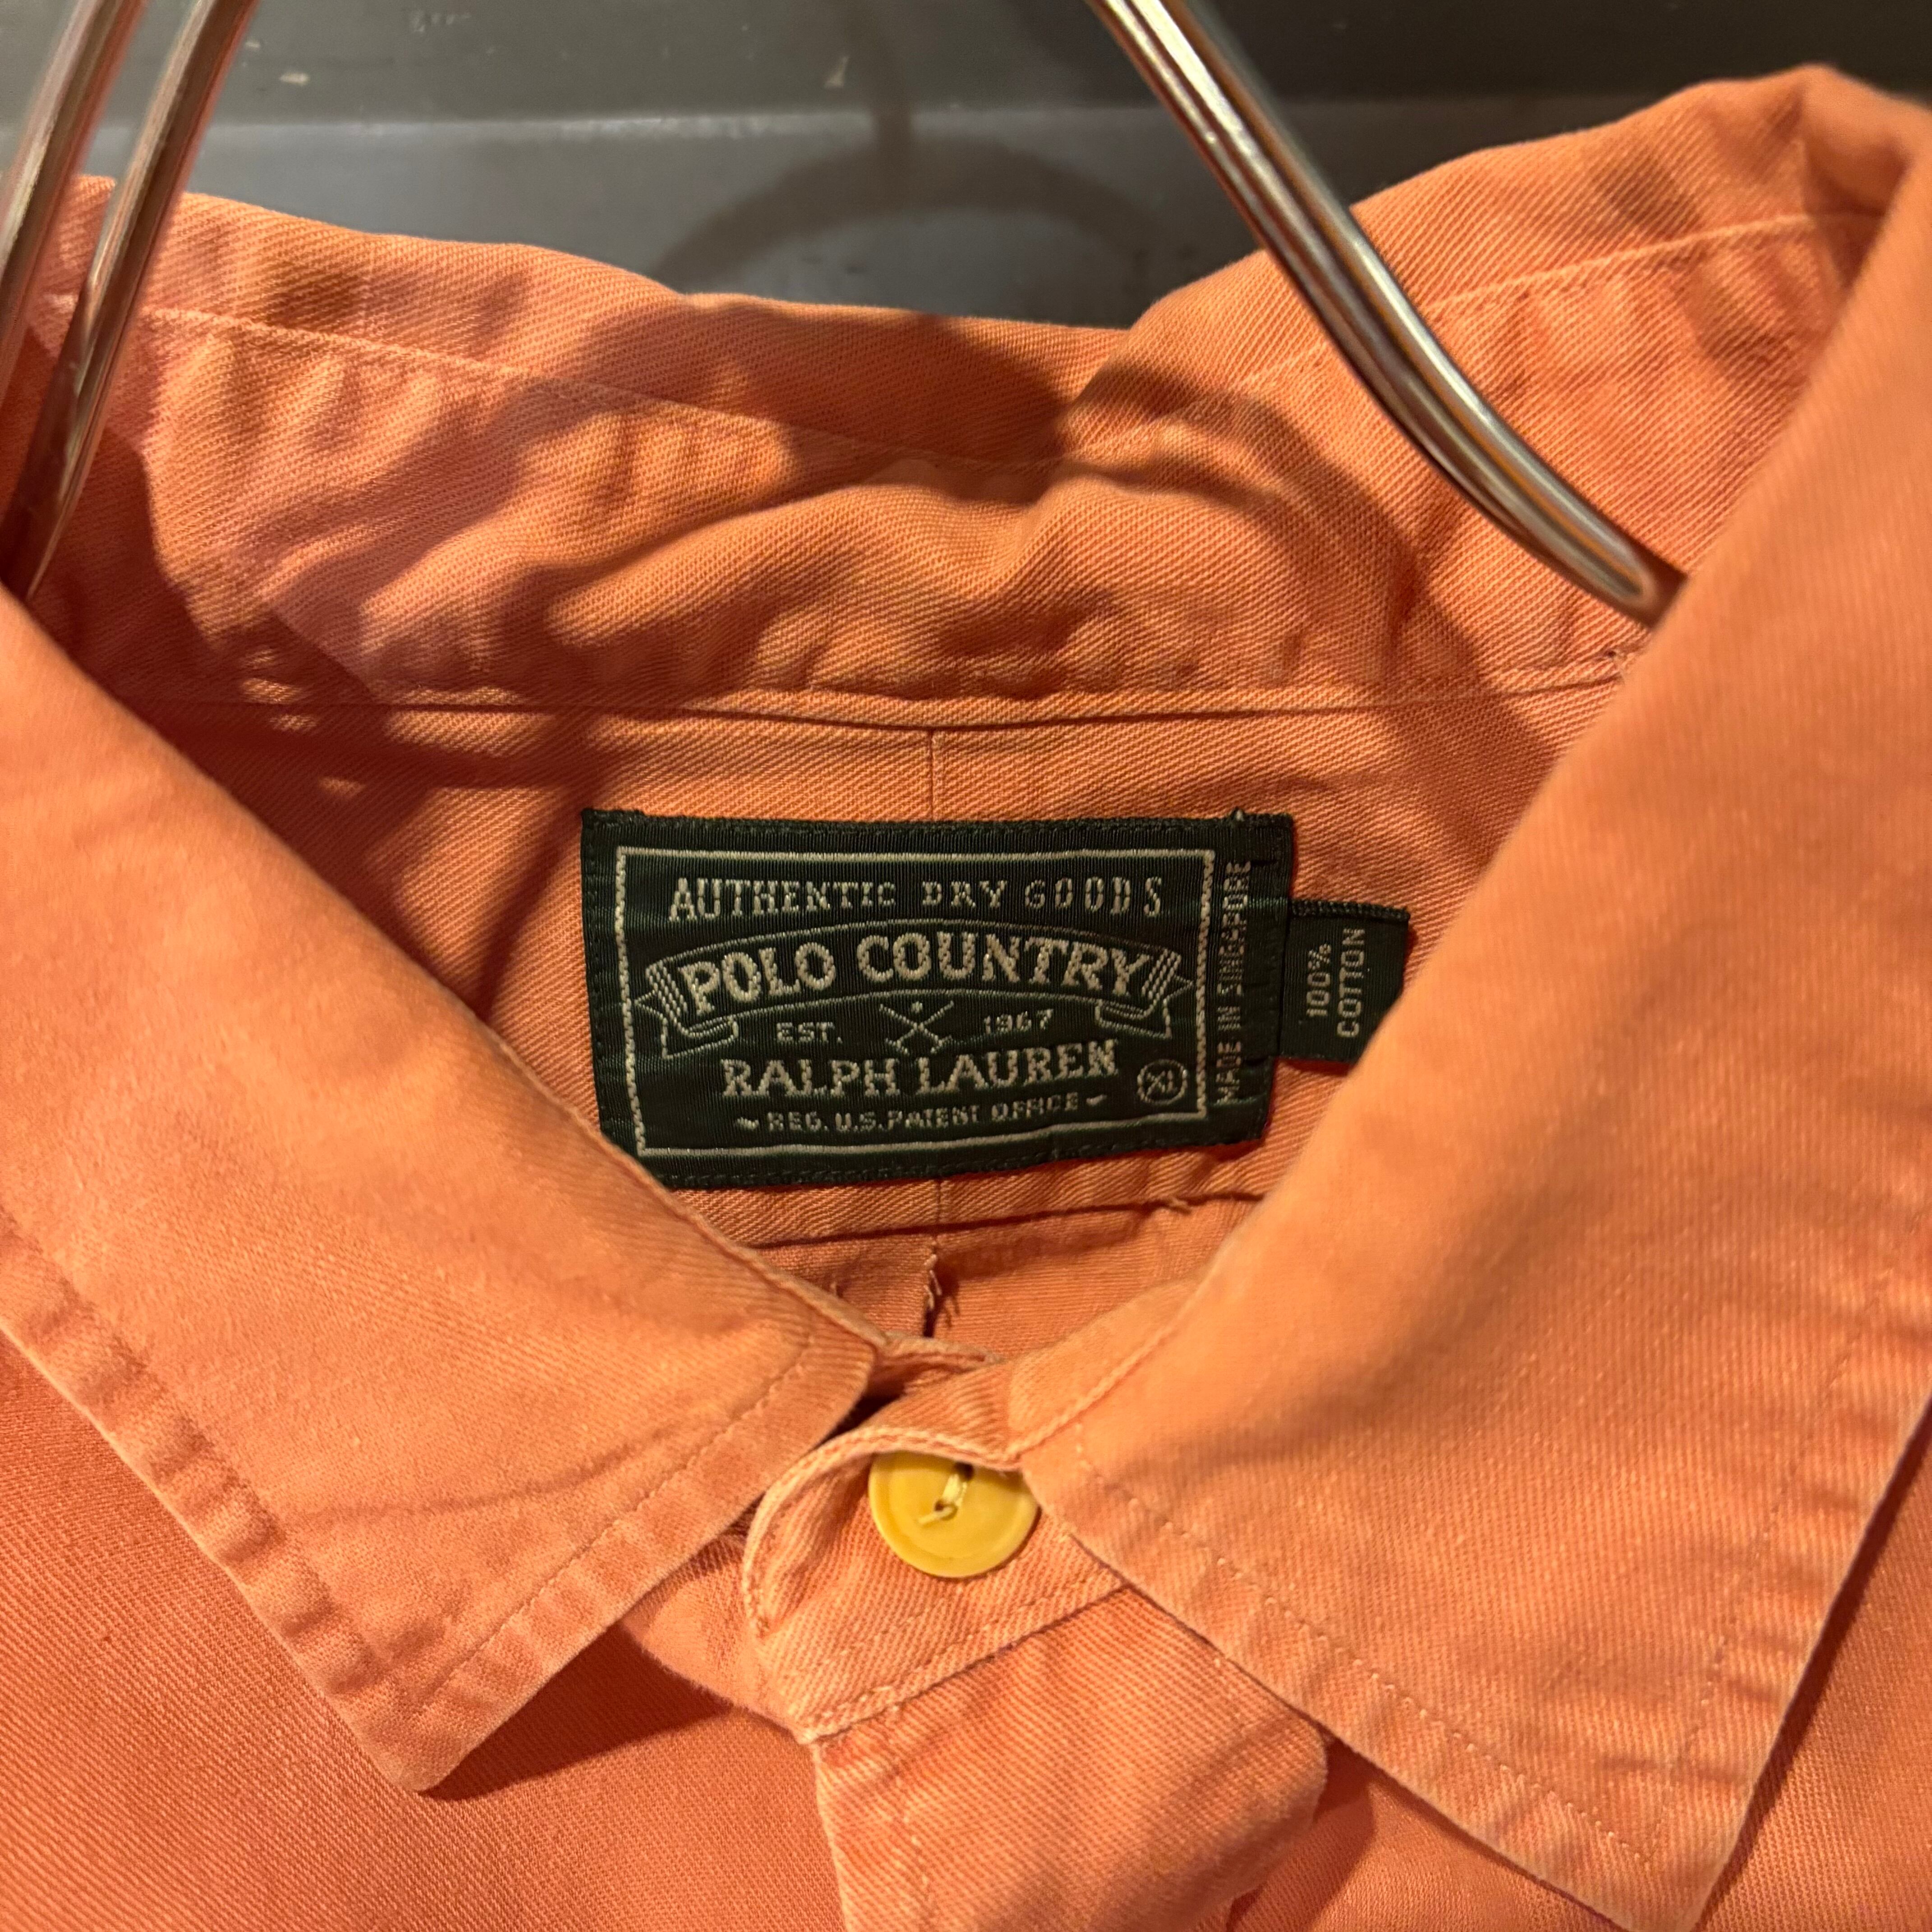 AUTHENTIC DRY GOODS
POLO COUNTRY
EST. 1967
RALPH LAUREN
XL
REG. U.S. PATENT OFFICE
MADE IN SINGAPORE
100%
COTTON